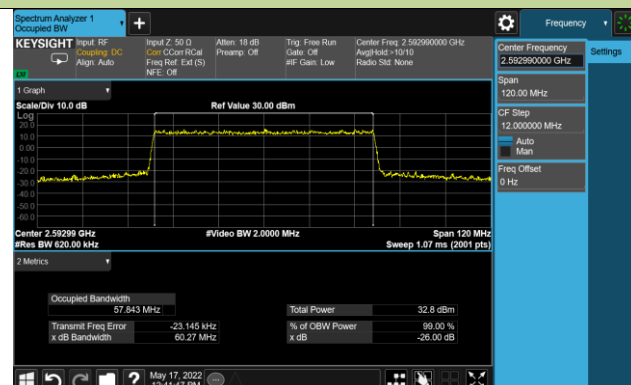 Spectrum Analyzer 1
Occupied BW
Frequency
KEYSIGHT
Input: RF
Coupling: DC
Align: Auto
Input Z: 50 Ω
Corr CCorr RCal
Freq Ref: Ext (S)
NFE: Off
Atten: 18 dB
Preamp: Off
Trig: Free Run
Gate: Off
#IF Gain: Low
Center Freq: 2.592990000 GHz
Avg|Hold:>10/10
Radio Std: None
LXI
1 Graph
Scale/Div 10.0 dB
Ref Value 30.00 dBm
Log
20.0
10.0
0.00
-10.0
-20.0
-30.0
-40.0
-50.0
-60.0
Center 2.59299 GHz
#Video BW 2.0000 MHz
Span 120 MHz
#Res BW 620.00 kHz
Sweep 1.07 ms (2001 pts)
2 Metrics
Occupied Bandwidth
57.843 MHz
Transmit Freq Error
-23.145 kHz
x dB Bandwidth
60.27 MHz
Total Power
32.8 dBm
% of OBW Power
99.00 %
x dB
-26.00 dB
?
May 17, 2022
12:41:47 PM
Center Frequency
2.592990000 GHz
Span
120.00 MHz
CF Step
12.000000 MHz
Auto
Man
Freq Offset
0 Hz
Settings